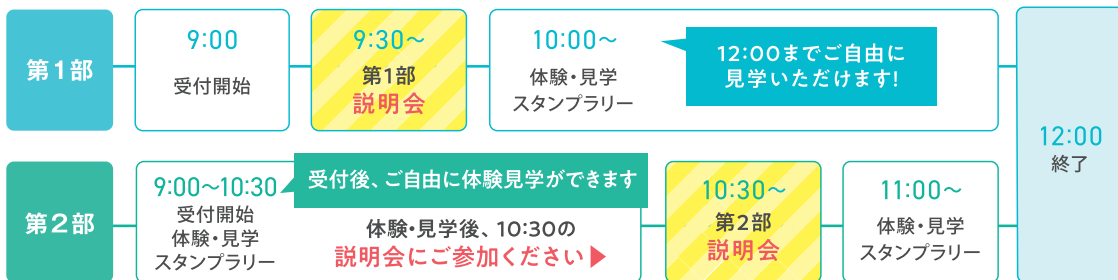 第1部
9:00
受付開始
9:30～
第1部
説明会
10:00～
体験・見学
スタンプラリー
12:00までご自由に
見学いただけます!
12:00
終了
第2部
9:00～10:30
受付開始
体験・見学
スタンプラリー
受付後、ご自由に体験見学ができます
体験・見学後、10:30の
説明会にご参加ください▶
10:30～
第2部
説明会
11:00～
体験・見学
スタンプラリー